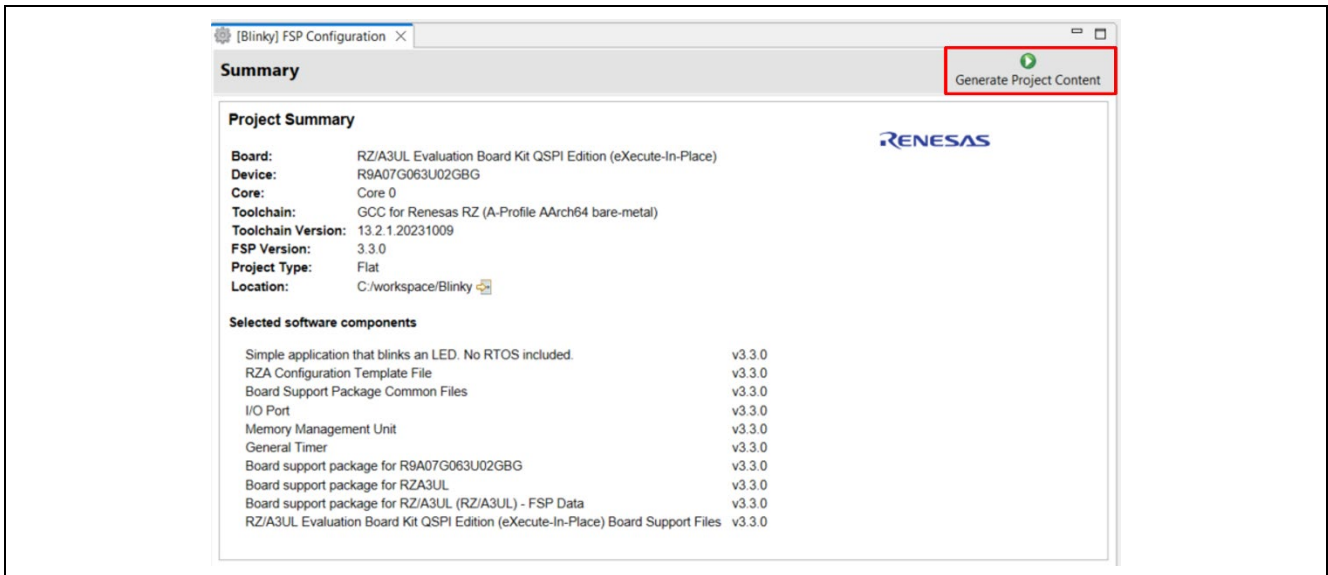 [Blinky] FSP Configuration
Summary
Generate Project Content
Project Summary
RENESAS
Board: RZ/A3UL Evaluation Board Kit QSPI Edition (eXecute-In-Place)
Device: R9A07G063U02GBG
Core: Core 0
Toolchain: GCC for Renesas RZ (A-Profile AArch64 bare-metal)
Toolchain Version: 13.2.1.20231009
FSP Version: 3.3.0
Project Type: Flat
Location: C:/workspace/Blinky
Selected software components
Simple application that blinks an LED. No RTOS included. v3.3.0
RZA Configuration Template File v3.3.0
Board Support Package Common Files v3.3.0
I/O Port v3.3.0
Memory Management Unit v3.3.0
General Timer v3.3.0
Board support package for R9A07G063U02GBG v3.3.0
Board support package for RZA3UL v3.3.0
Board support package for RZ/A3UL (RZ/A3UL) - FSP Data v3.3.0
RZ/A3UL Evaluation Board Kit QSPI Edition (eXecute-In-Place) Board Support Files v3.3.0